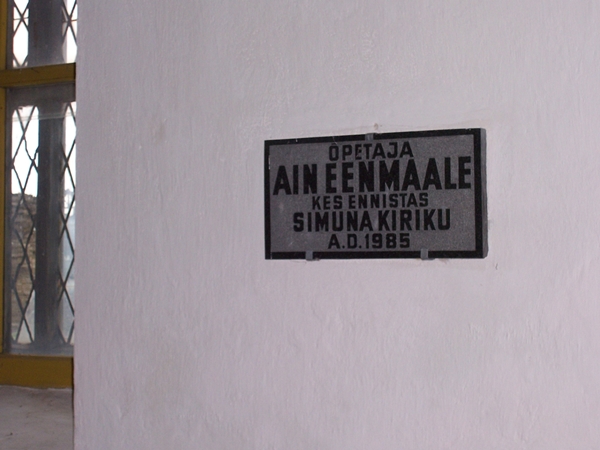 ÕPETAJA
AIN EENMAALE
KES ENNISTAS
SIMUNA KIRIKU
A.D.1985